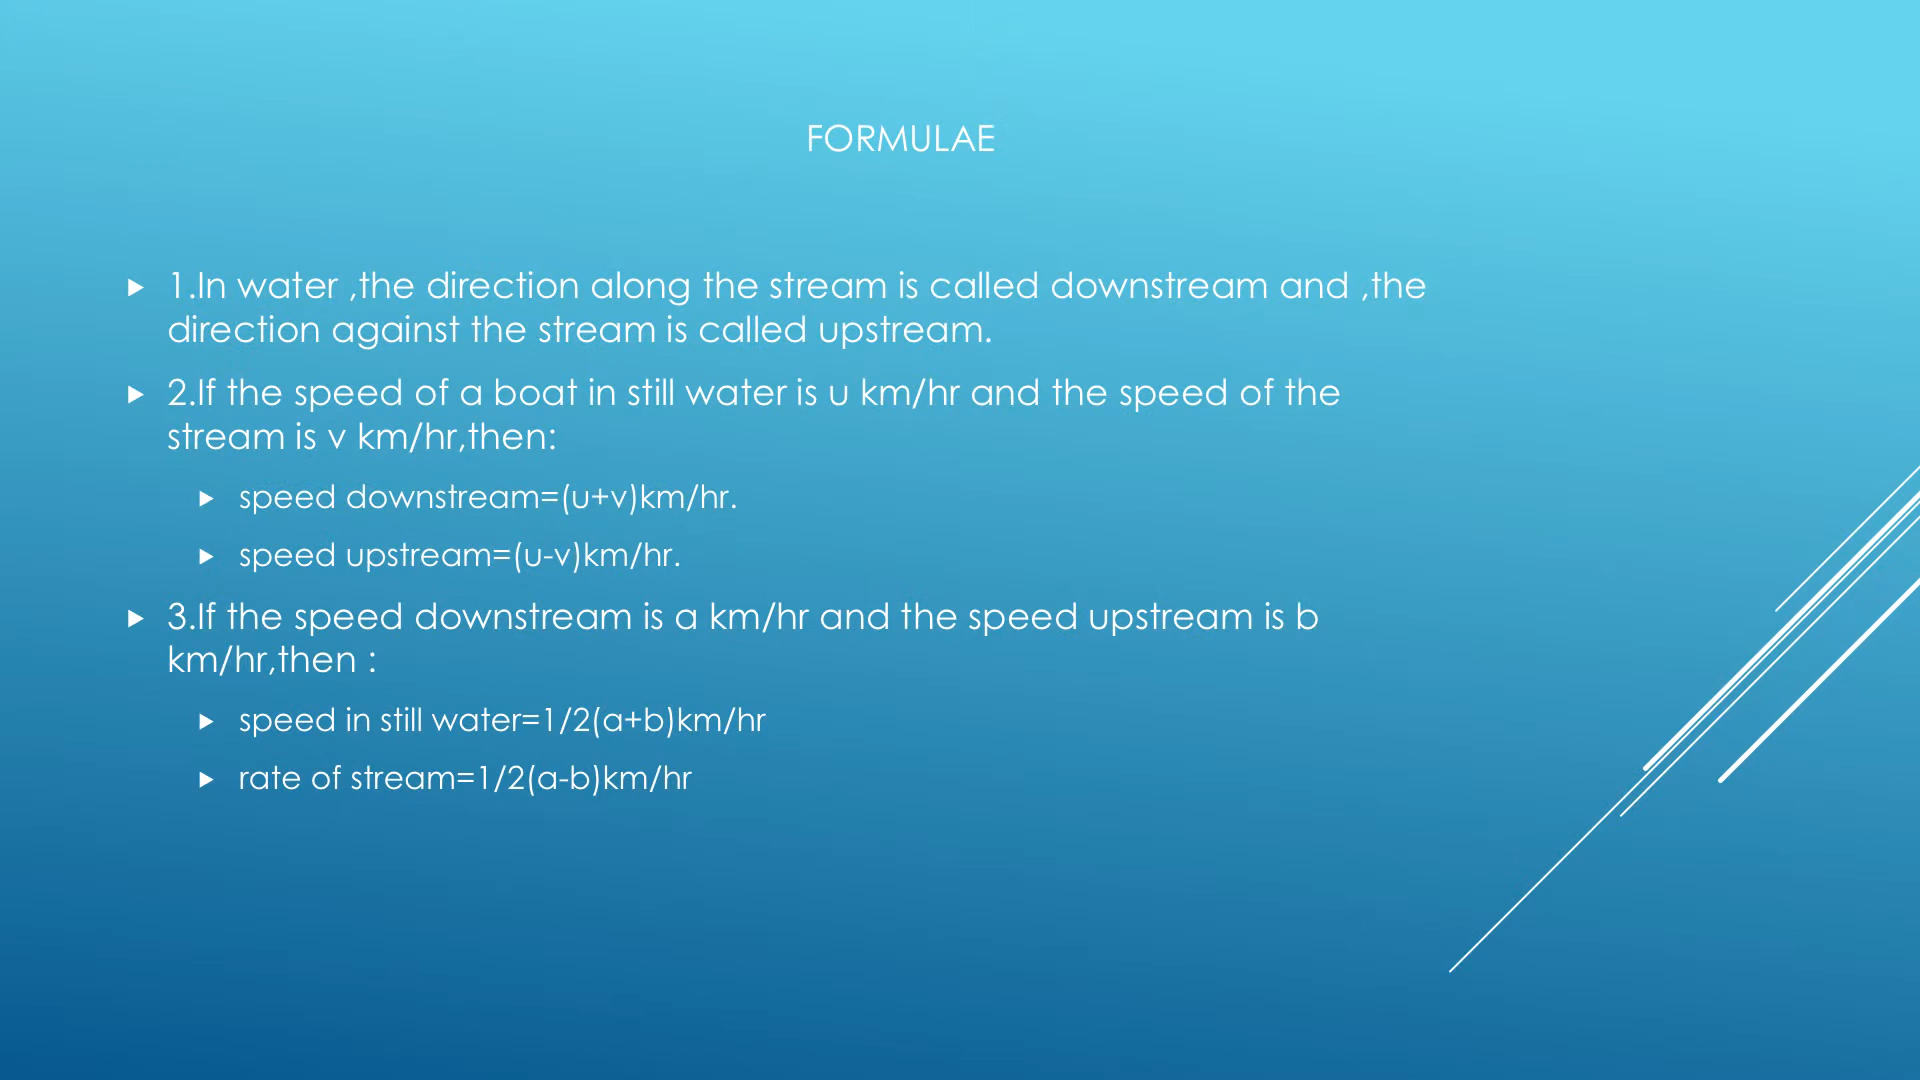 FORMULAE
1.In water ,the direction along the stream is called downstream and ,the
direction against the stream is called upstream.
2.If the speed of a boat in still water is u km/hr and the speed of the
stream is v km/hr,then:
speed downstream=(u+v)km/hr.
speed upstream=(u-v)km/hr.
3.If the speed downstream is a km/hr and the speed upstream is b
km/hr,then :
speed in still water=1/2(a+b)km/hr
rate of stream=1/2(a-b)km/hr